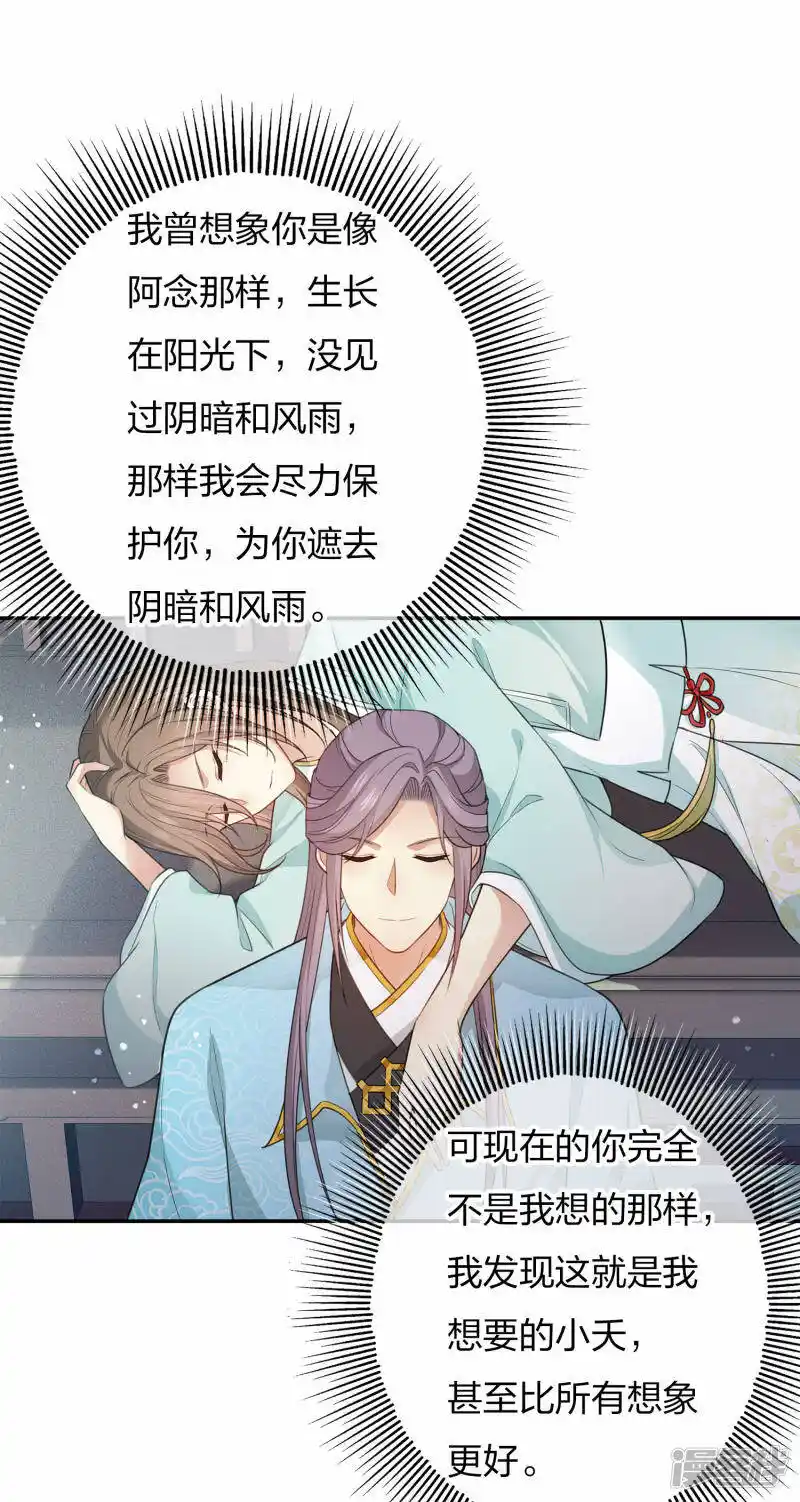 我曾想象你是像
阿念那样，生长
在阳光下，没见
过阴暗和风雨，
那样我会尽力保
护你，为你遮去
阴暗和风雨。
可现在的你完全
不是我想的那样，
我发现这就是我
想要的小夭，
甚至比所有想象
更好。